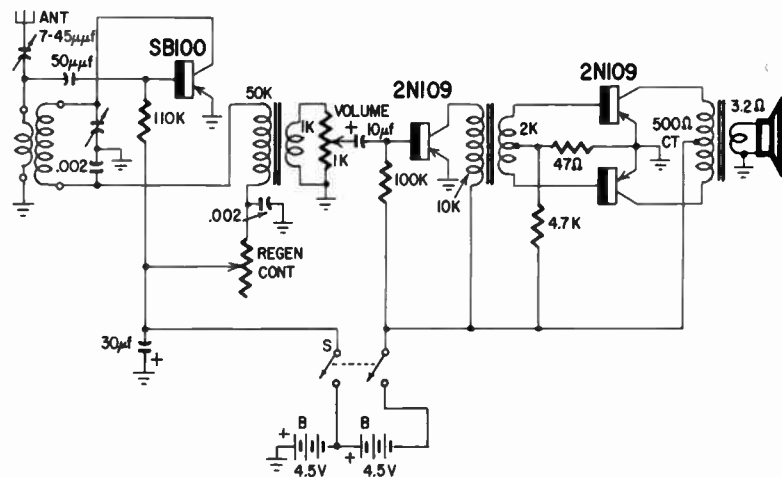 ANT
7-45μμf
50μμf
SB100
110K
.002
50K
1K
VOLUME
1K
10μf
.002
REGEN
CONT
30μf
+
S
+
B
4.5V
+
B
4.5V
+
2N109
100K
10K
2K
47Ω
4.7K
2N109
500Ω
CT
3.2Ω